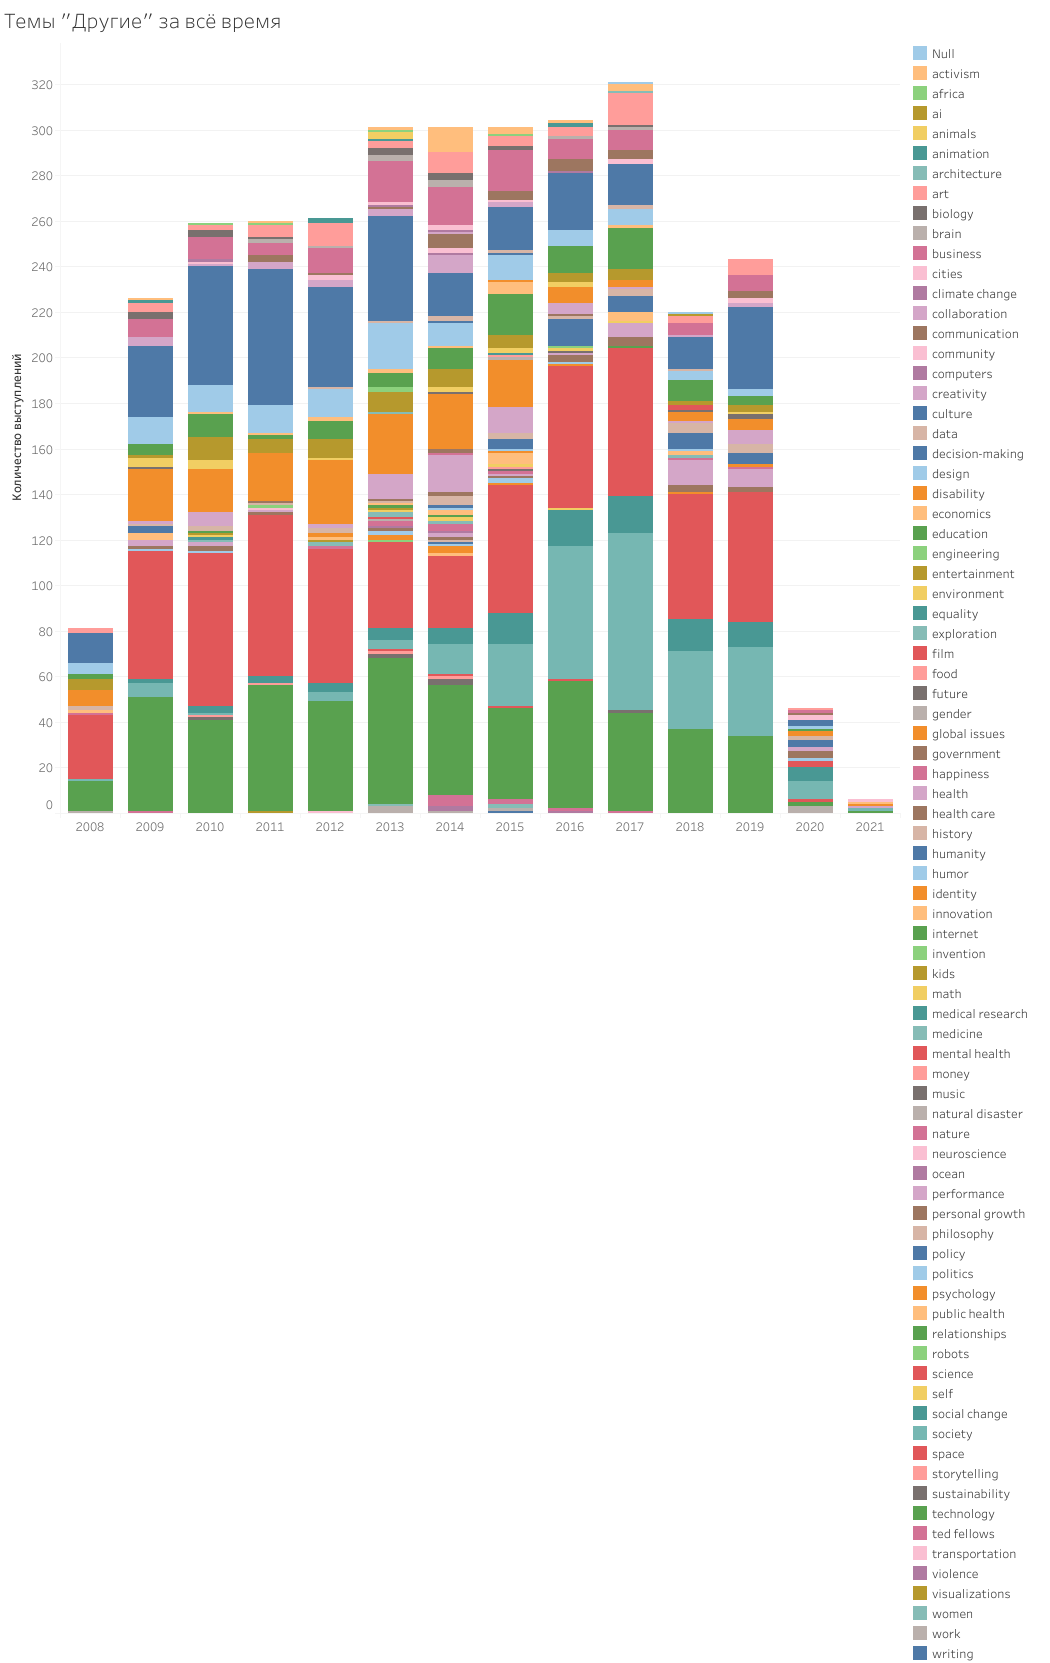 Темы "Другие" за всё время
Количество выступлений
320
300
280
260
240
220
200
180
160
140
120
100
80
60
40
20
0
2008 2009 2010 2011 2012 2013 2014 2015 2016 2017 2018 2019 2020 2021
Null
activism
africa
ai
animals
animation
architecture
art
biology
brain
business
cities
climate change
collaboration
communication
community
computers
creativity
culture
data
decision-making
design
disability
economics
education
engineering
entertainment
environment
equality
exploration
film
food
future
gender
global issues
government
happiness
health
health care
history
humanity
humor
identity
innovation
internet
invention
kids
math
medical research
medicine
mental health
money
music
natural disaster
nature
neuroscience
ocean
performance
personal growth
philosophy
policy
politics
psychology
public health
relationships
robots
science
self
social change
society
space
storytelling
sustainability
technology
ted fellows
transportation
violence
visualizations
women
work
writing